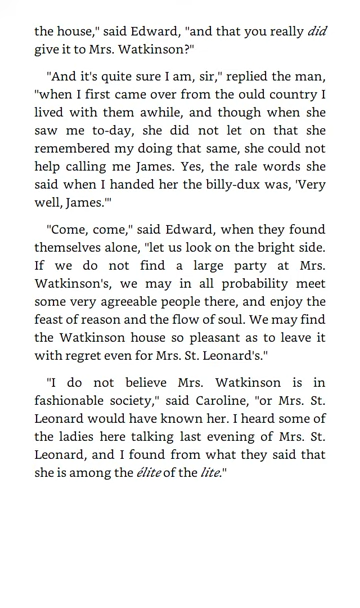 the house," said Edward, "and that you really did
give it to Mrs. Watkinson?"
"And it's quite sure I am, sir," replied the man,
"when I first came over from the ould country I
lived with them awhile, and though when she
saw me to-day, she did not let on that she
remembered my doing that same, she could not
help calling me James. Yes, the rale words she
said when I handed her the billy-dux was, 'Very
well, James.'"
"Come, come," said Edward, when they found
themselves alone, "let us look on the bright side.
If we do not find a large party at Mrs.
Watkinson's, we may in all probability meet
some very agreeable people there, and enjoy the
feast of reason and the flow of soul. We may find
the Watkinson house so pleasant as to leave it
with regret even for Mrs. St. Leonard's."
"I do not believe Mrs. Watkinson is in
fashionable society," said Caroline, "or Mrs. St.
Leonard would have known her. I heard some of
the ladies here talking last evening of Mrs. St.
Leonard, and I found from what they said that
she is among the élite of the lite."